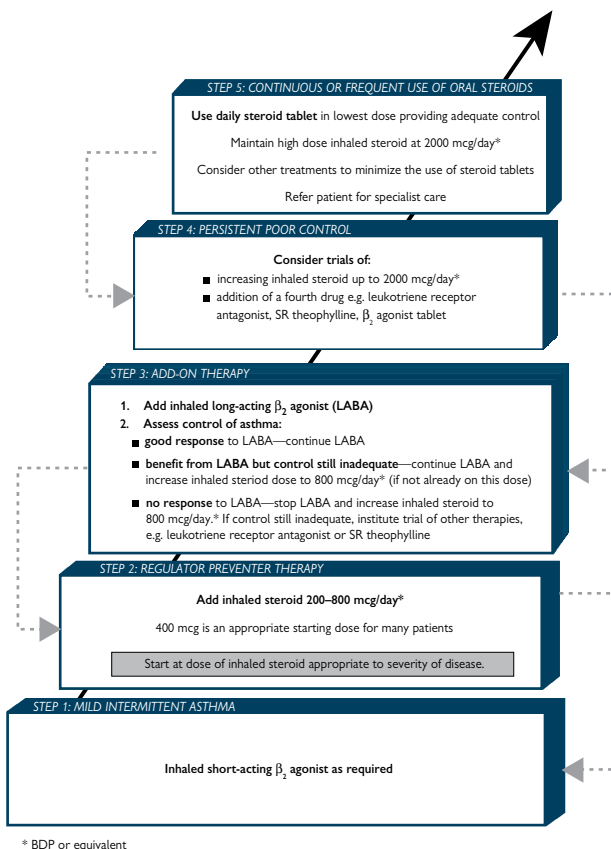 STEP 5: CONTINUOUS OR FREQUENT USE OF ORAL STEROIDS
Use daily steroid tablet in lowest dose providing adequate control
Maintain high dose inhaled steroid at 2000 mcg/day*
Consider other treatments to minimize the use of steroid tablets
Refer patient for specialist care
STEP 4: PERSISTENT POOR CONTROL
Consider trials of:
■ increasing inhaled steroid up to 2000 mcg/day*
■ addition of a fourth drug e.g. leukotriene receptor
antagonist, SR theophylline, β₂ agonist tablet
STEP 3: ADD-ON THERAPY
1. Add inhaled long-acting β₂ agonist (LABA)
2. Assess control of asthma:
■ good response to LABA—continue LABA
■ benefit from LABA but control still inadequate—continue LABA and
increase inhaled steriod dose to 800 mcg/day* (if not already on this dose)
■ no response to LABA—stop LABA and increase inhaled steroid to
800 mcg/day.* If control still inadequate, institute trial of other therapies,
e.g. leukotriene receptor antagonist or SR theophylline
STEP 2: REGULATOR PREVENTER THERAPY
Add inhaled steroid 200–800 mcg/day*
400 mcg is an appropriate starting dose for many patients
Start at dose of inhaled steroid appropriate to severity of disease.
STEP 1: MILD INTERMITTENT ASTHMA
Inhaled short-acting β₂ agonist as required
* BDP or equivalent